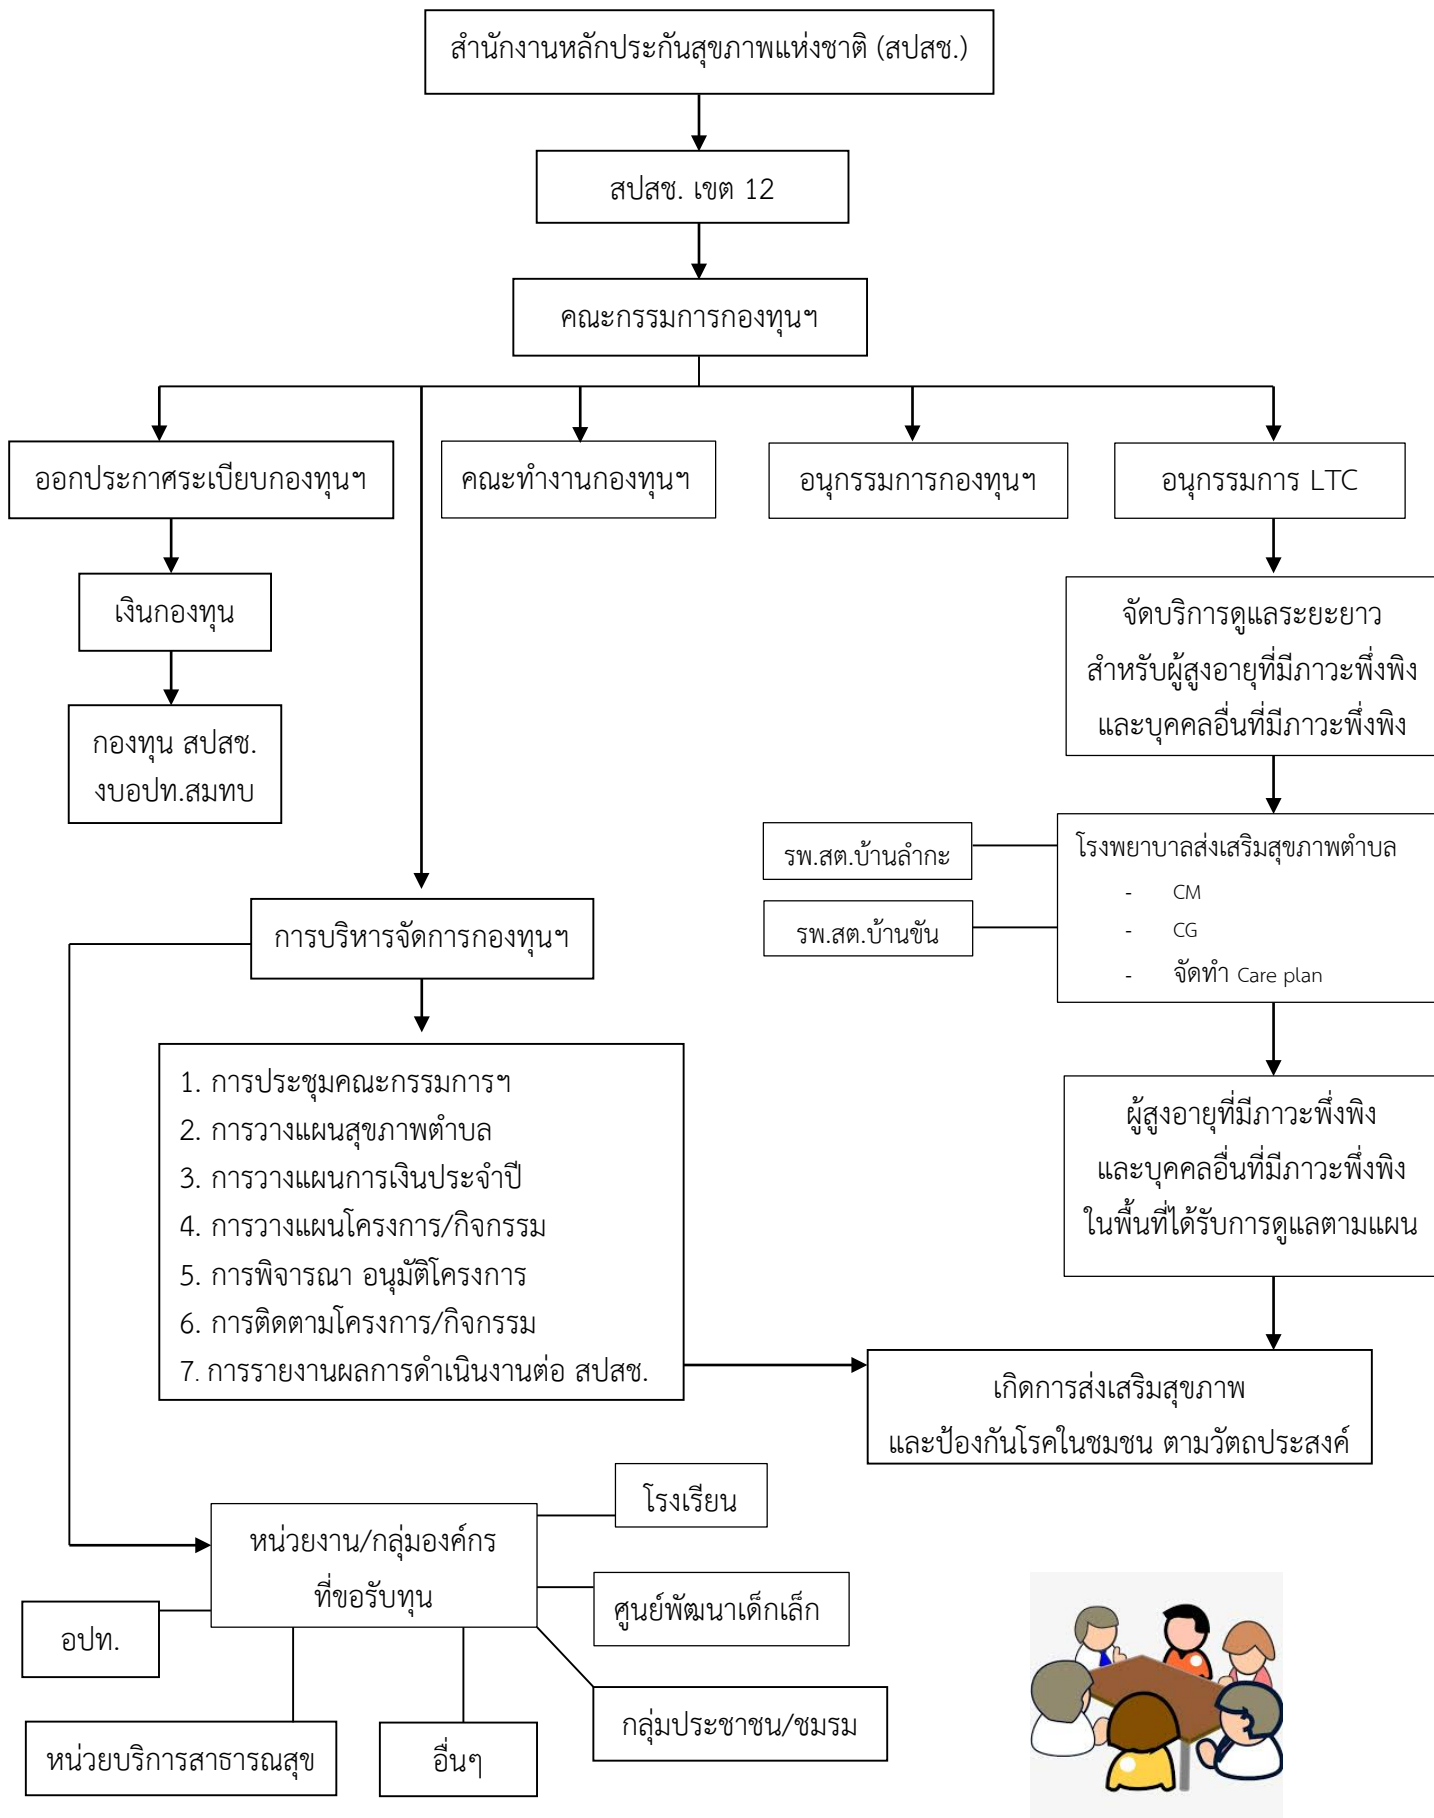 สำนักงานหลักประกันสุขภาพแห่งชาติ (สปสช.)
สปสช. เขต 12
คณะกรรมการกองทุนฯ
ออกประกาศระเบียบกองทุนฯ
คณะทำงานกองทุนฯ
อนุกรรมการกองทุนฯ
อนุกรรมการ LTC
เงินกองทุน
กองทุน สปสช.
งบอปท.สมทบ
จัดบริการดูแลระยะยาว
สำหรับผู้สูงอายุที่มีภาวะพึ่งพิง
และบุคคลอื่นที่มีภาวะพึ่งพิง
รพ.สต.บ้านลำกะ
รพ.สต.บ้านขัน
โรงพยาบาลส่งเสริมสุขภาพตำบล
- CM
- CG
- จัดทำ Care plan
การบริหารจัดการกองทุนฯ
1. การประชุมคณะกรรมการฯ
2. การวางแผนสุขภาพตำบล
3. การวางแผนการเงินประจำปี
4. การวางแผนโครงการ/กิจกรรม
5. การพิจารณา อนุมัติโครงการ
6. การติดตามโครงการ/กิจกรรม
7. การรายงานผลการดำเนินงานต่อ สปสช.
ผู้สูงอายุที่มีภาวะพึ่งพิง
และบุคคลอื่นที่มีภาวะพึ่งพิง
ในพื้นที่ได้รับการดูแลตามแผน
เกิดการส่งเสริมสุขภาพ
และป้องกันโรคในชมชน ตามวัตถประสงค์
หน่วยงาน/กลุ่มองค์กร
ที่ขอรับทุน
โรงเรียน
ศูนย์พัฒนาเด็กเล็ก
อปท.
กลุ่มประชาชน/ชมรม
หน่วยบริการสาธารณสุข
อื่นๆ